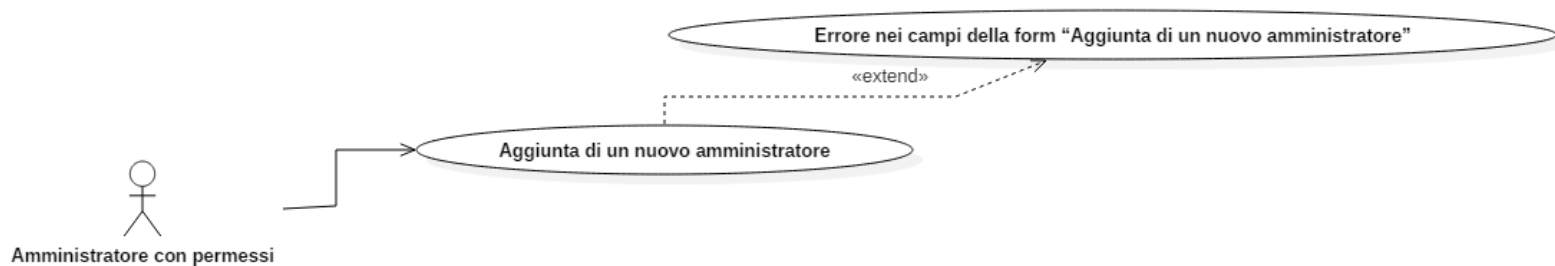 Errore nei campi della form “Aggiunta di un nuovo amministratore”
«extend»
Aggiunta di un nuovo amministratore
Amministratore con permessi